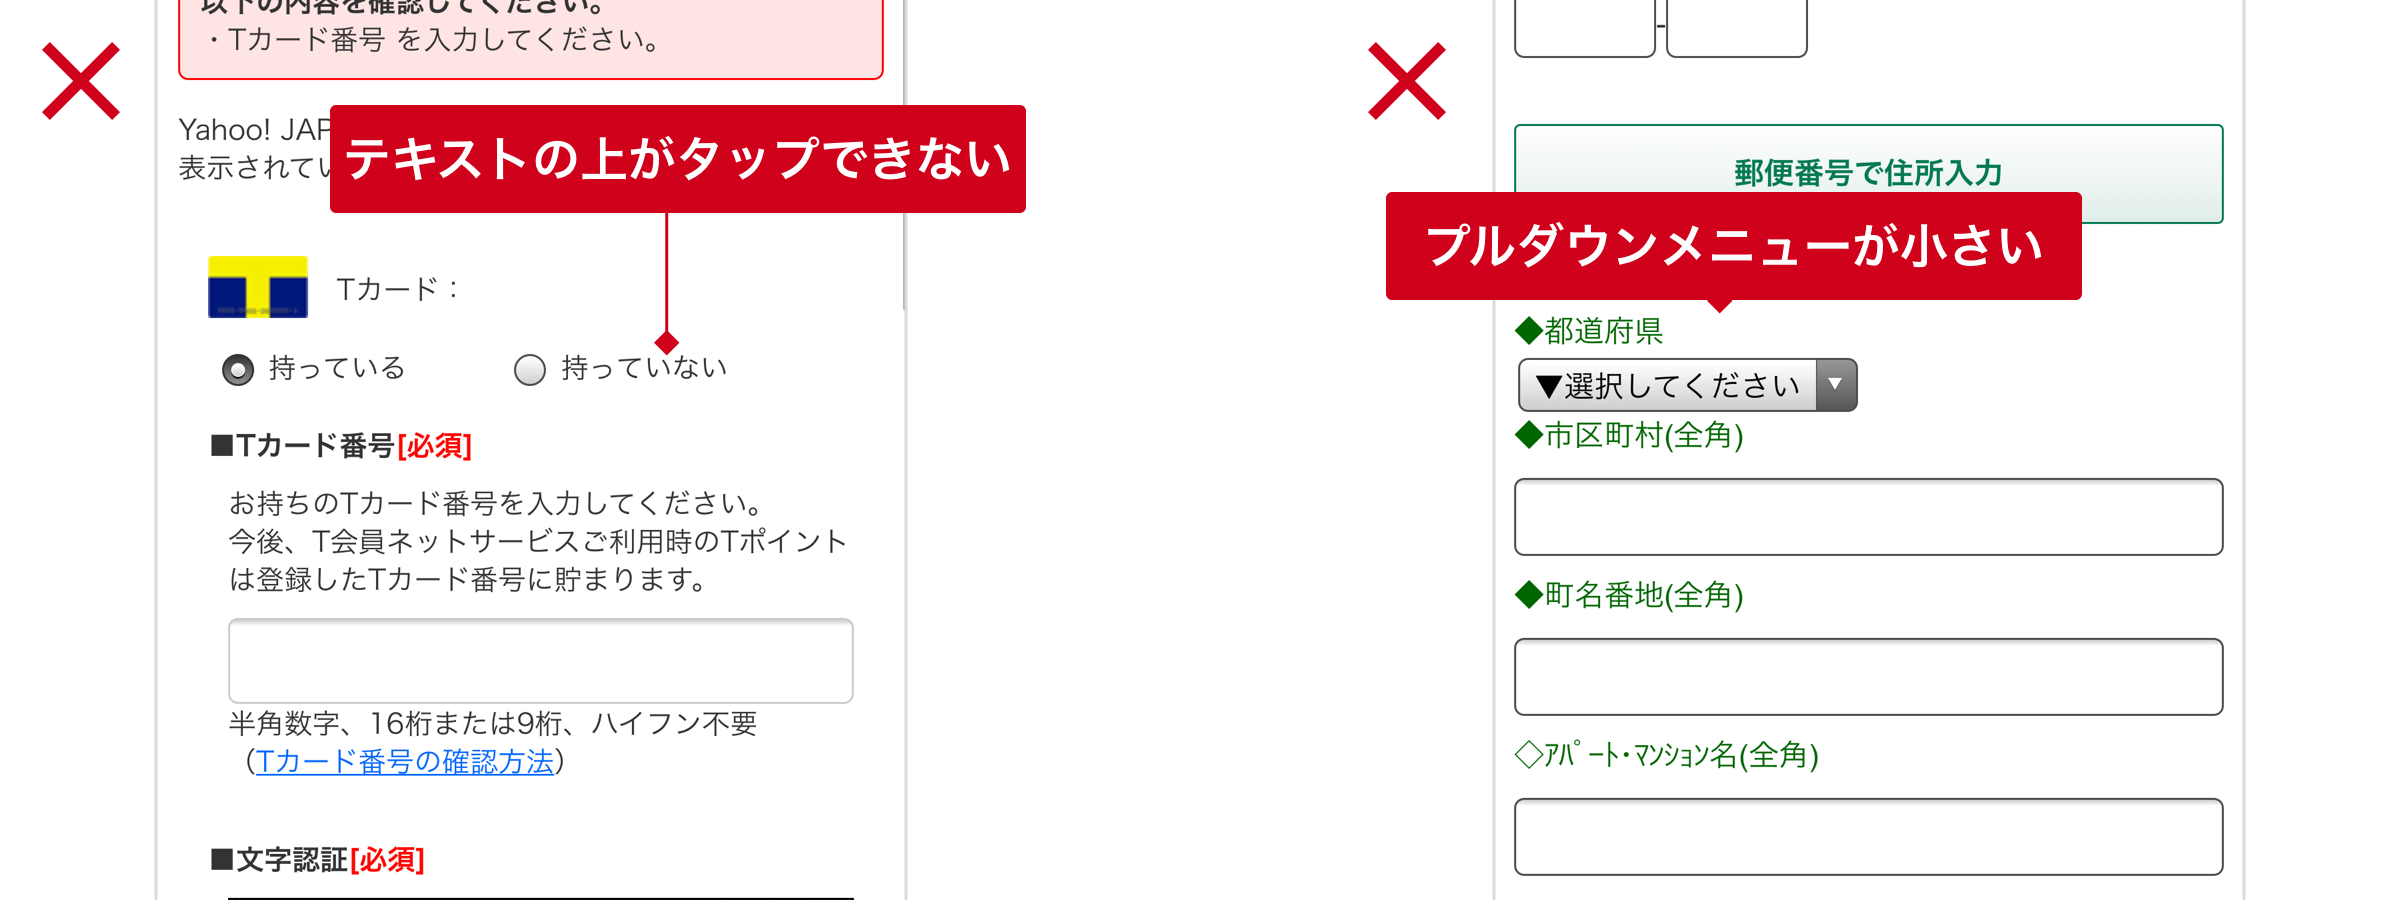 以下の内容を確認してください。
・Tカード番号 を入力してください。
Yahoo! JAP
表示されてい
テキストの上がタップできない
Tカード：
持っている
持っていない
■Tカード番号[必須]
お持ちのTカード番号を入力してください。
今後、T会員ネットサービスご利用時のTポイント
は登録したTカード番号に貯まります。
半角数字、16桁または9桁、ハイフン不要
（Tカード番号の確認方法）
■文字認証[必須]
-
郵便番号で住所入力
プルダウンメニューが小さい
◆都道府県
▼選択してください
◆市区町村(全角)
◆町名番地(全角)
◇ｱﾊﾟｰﾄ・ﾏﾝｼｮﾝ名(全角)